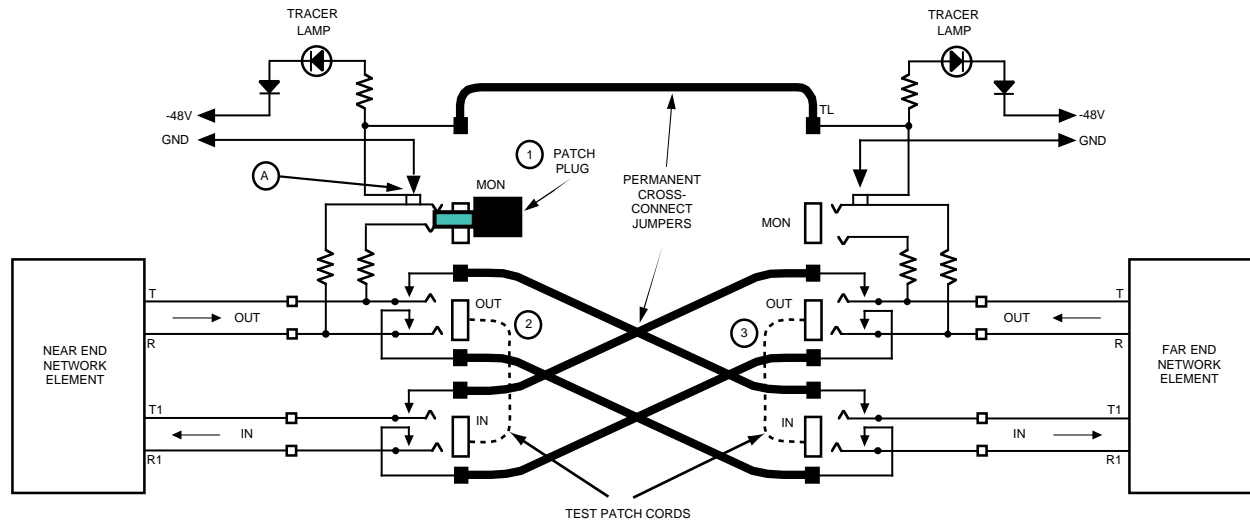 TRACER
LAMP
TRACER
LAMP
-48V
GND
TL
-48V
GND
A
1
PATCH
PLUG
MON
PERMANENT
CROSS-
CONNECT
JUMPERS
MON
T
OUT
R
OUT
2
3
OUT
T
OUT
R
NEAR END
NETWORK
ELEMENT
FAR END
NETWORK
ELEMENT
T1
IN
R1
IN
IN
T1
IN
R1
TEST PATCH CORDS